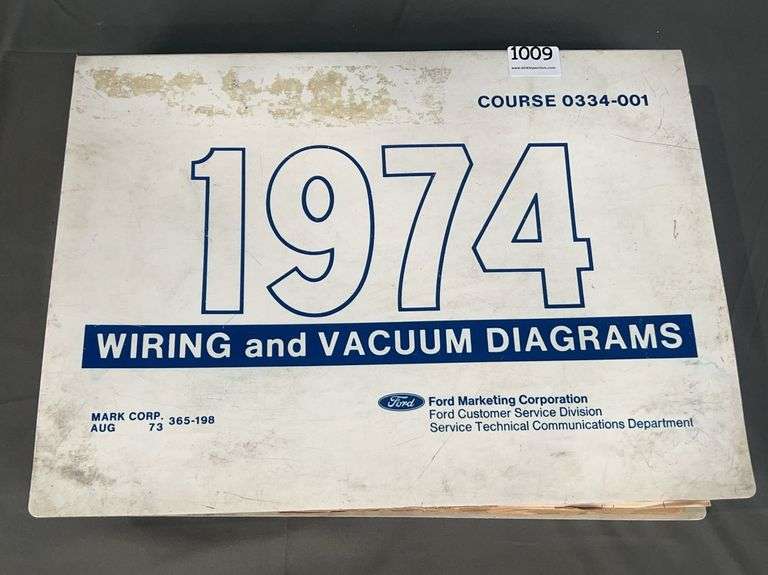 1009
COURSE 0334-001
1974
WIRING and VACUUM DIAGRAMS
MARK CORP. 365-198
AUG 73
Ford
Ford Marketing Corporation
Ford Customer Service Division
Service Technical Communications Department